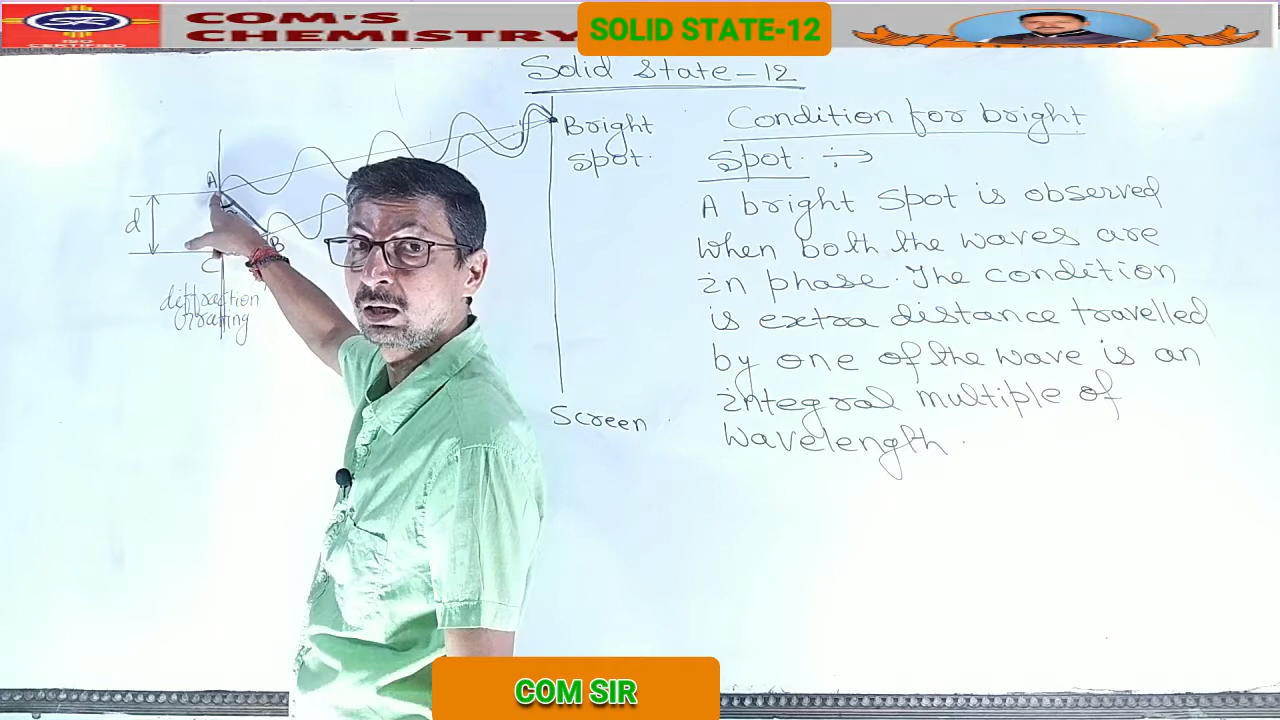 COM'S
CHEMISTRY
ISO
CERTIFIED
SOLID STATE-12
Solid State-12
A
Bright
Spot.
d
B
C
diffraction
grating
Screen
Condition for bright
Spot. :→
A bright spot is observed
when both the waves are
in phase. The condition
is extra distance travelled
by one of the wave is an
integral multiple of
wavelength.
COM SIR